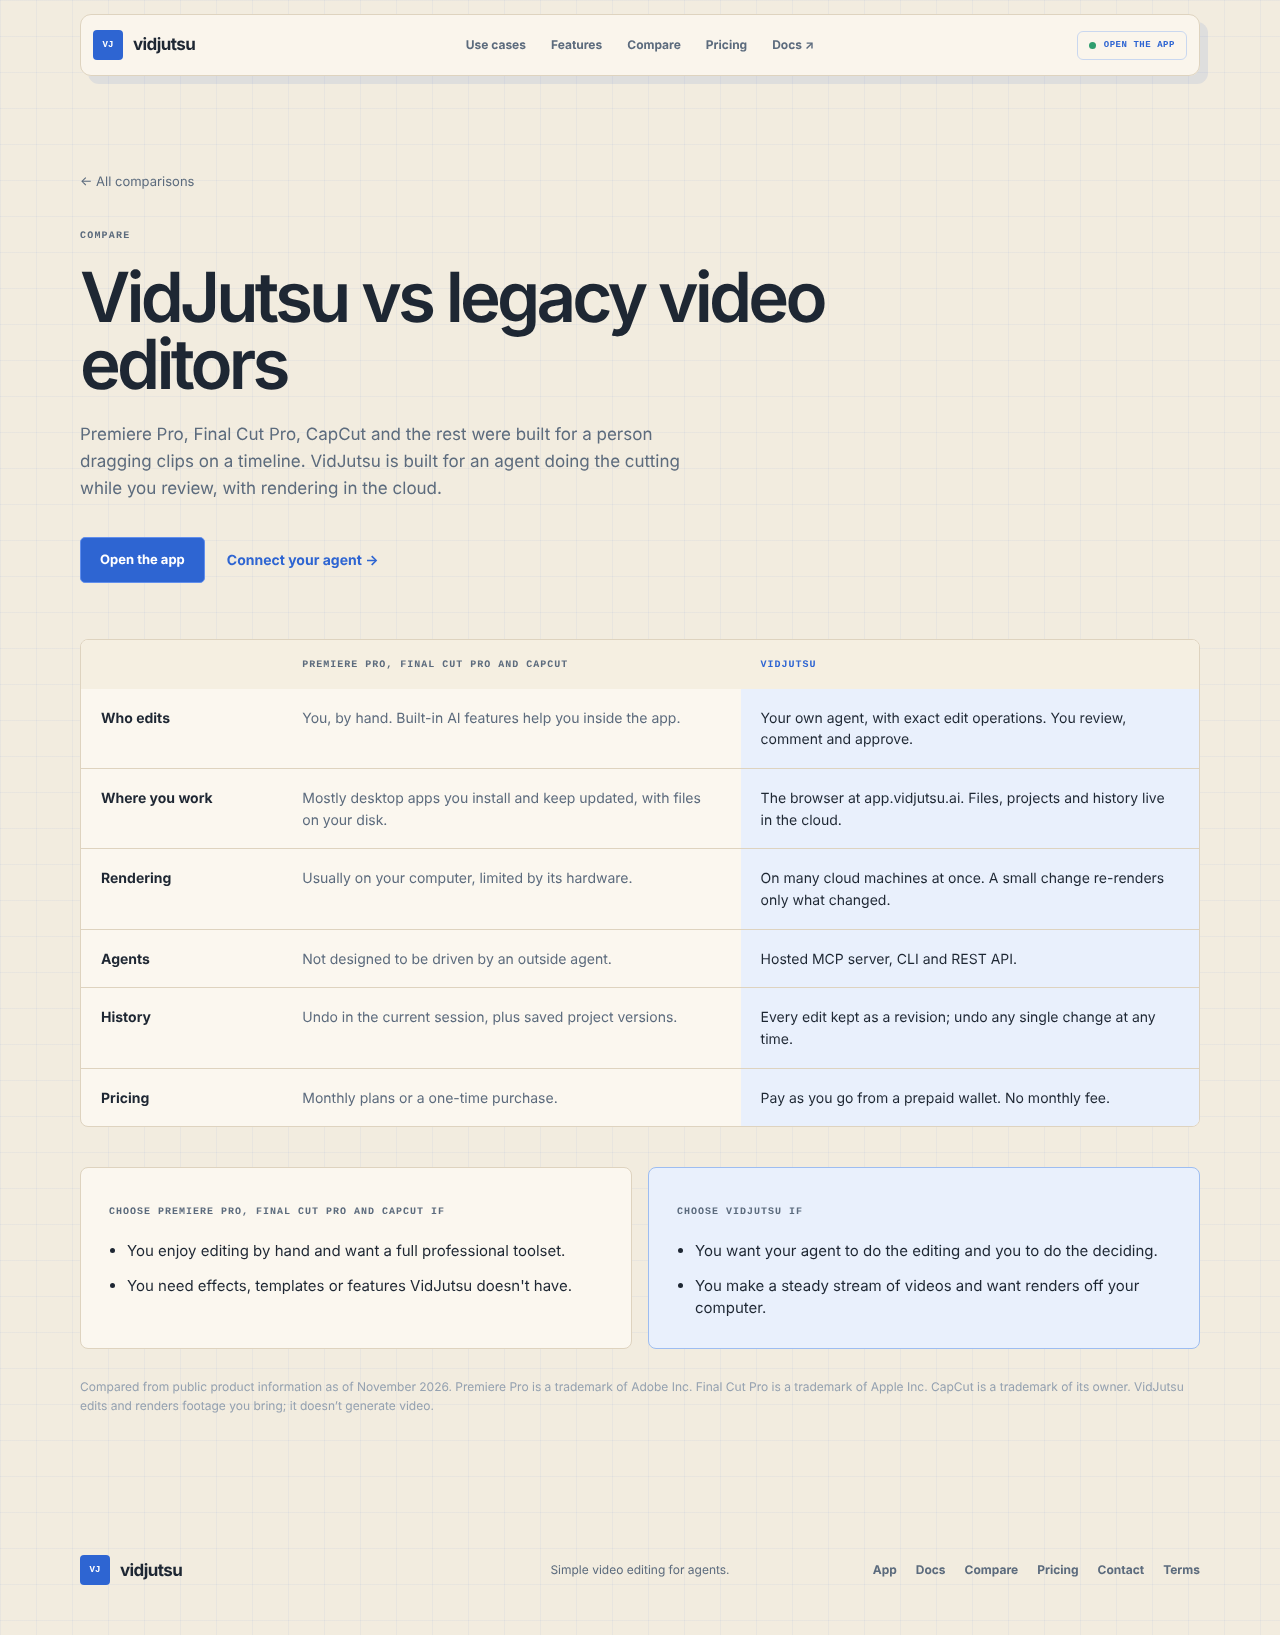 VJ vidjutsu Use cases Features Compare Pricing Docs ↗ OPEN THE APP
← All comparisons
COMPARE
VidJutsu vs legacy video
editors
Premiere Pro, Final Cut Pro, CapCut and the rest were built for a person
dragging clips on a timeline. VidJutsu is built for an agent doing the cutting
while you review, with rendering in the cloud.
Open the app Connect your agent →
PREMIERE PRO, FINAL CUT PRO AND CAPCUT VIDJUTSU
Who edits You, by hand. Built-in AI features help you inside the app. Your own agent, with exact edit operations. You review,
comment and approve.
Where you work Mostly desktop apps you install and keep updated, with files The browser at app.vidjutsu.ai. Files, projects and history live
on your disk. in the cloud.
Rendering Usually on your computer, limited by its hardware. On many cloud machines at once. A small change re-renders
only what changed.
Agents Not designed to be driven by an outside agent. Hosted MCP server, CLI and REST API.
History Undo in the current session, plus saved project versions. Every edit kept as a revision; undo any single change at any
time.
Pricing Monthly plans or a one-time purchase. Pay as you go from a prepaid wallet. No monthly fee.
CHOOSE PREMIERE PRO, FINAL CUT PRO AND CAPCUT IF
• You enjoy editing by hand and want a full professional toolset.
• You need effects, templates or features VidJutsu doesn't have.
CHOOSE VIDJUTSU IF
• You want your agent to do the editing and you to do the deciding.
• You make a steady stream of videos and want renders off your
computer.
Compared from public product information as of November 2026. Premiere Pro is a trademark of Adobe Inc. Final Cut Pro is a trademark of Apple Inc. CapCut is a trademark of its owner. VidJutsu
edits and renders footage you bring; it doesn't generate video.
VJ vidjutsu Simple video editing for agents. App Docs Compare Pricing Contact Terms